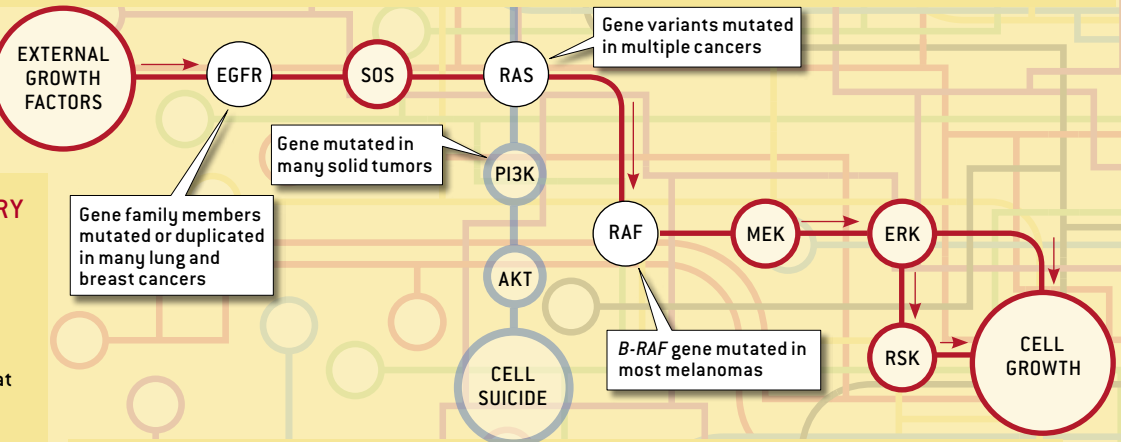 EXTERNAL
GROWTH
FACTORS
EGFR
SOS
RAS
Gene variants mutated
in multiple cancers
Gene mutated in
many solid tumors
PI3K
RY
Gene family members
mutated or duplicated
in many lung and
breast cancers
RAF
MEK
ERK
AKT
B-RAF gene mutated in
most melanomas
RSK
CELL
GROWTH
at
CELL
SUICIDE